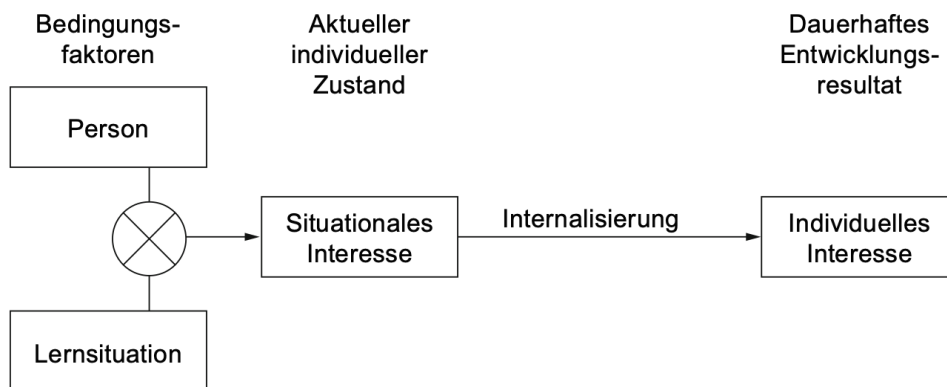 Bedingungs-
faktoren
Aktueller
individueller
Zustand
Dauerhaftes
Entwicklungs-
resultat
Person
Situationales
Interesse
Internalisierung
Individuelles
Interesse
Lernsituation